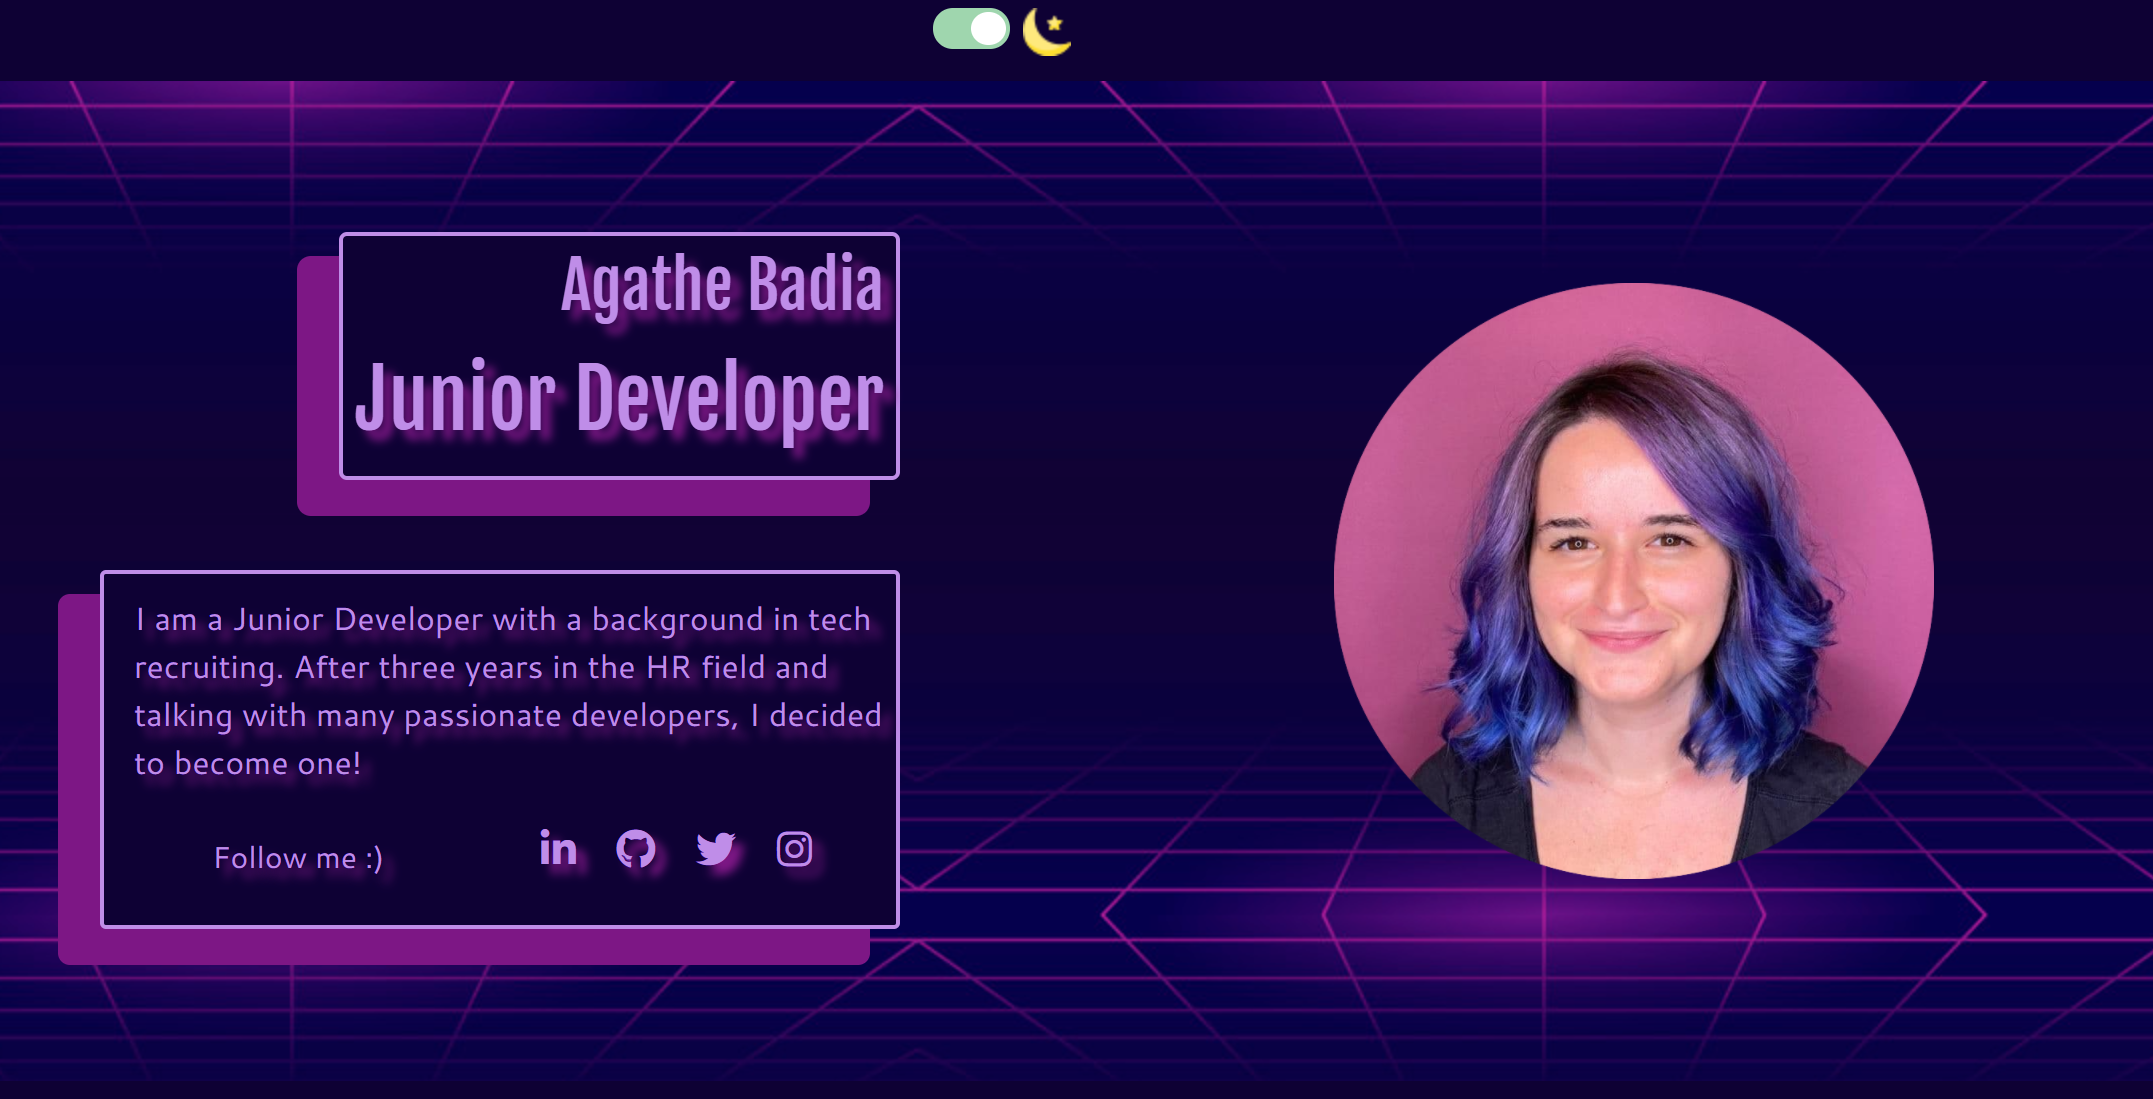 Agathe Badia
Junior Developer
I am a Junior Developer with a background in tech
recruiting. After three years in the HR field and
talking with many passionate developers, I decided
to become one!
Follow me :)
in